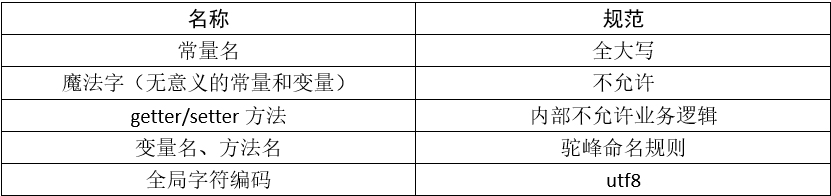 名称 规范
常量名 全大写
魔法字（无意义的常量和变量） 不允许
getter/setter 方法 内部不允许业务逻辑
变量名、方法名 驼峰命名规则
全局字符编码 utf8